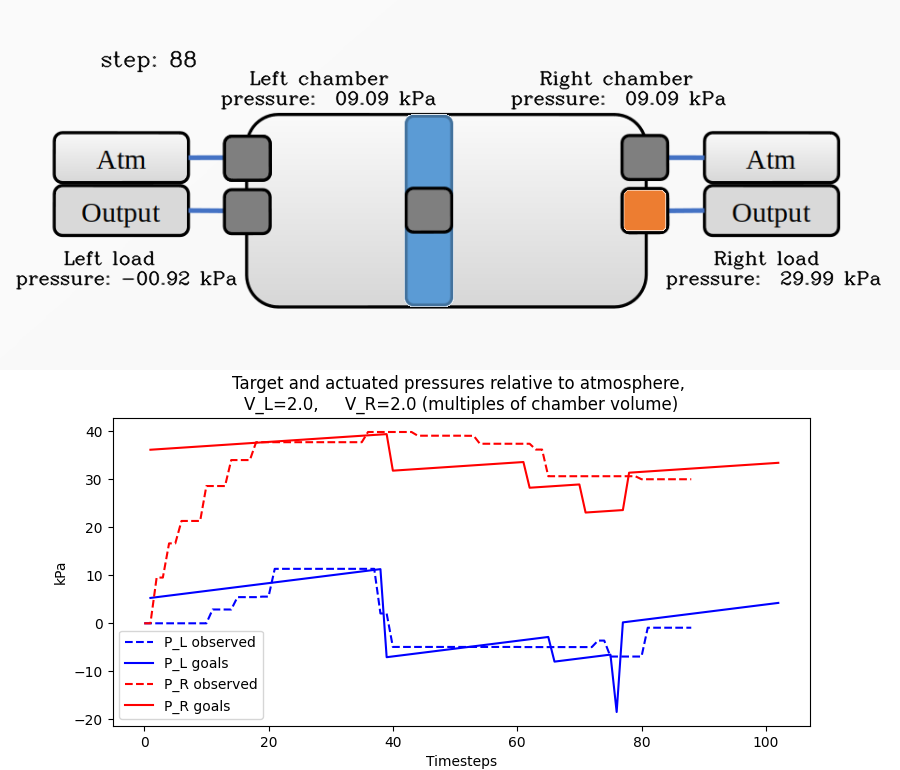 step: 88
Left chamber
pressure: 09.09 kPa
Right chamber
pressure: 09.09 kPa
Atm
Output
Atm
Output
Left load
pressure: −00.92 kPa
Right load
pressure: 29.99 kPa
Target and actuated pressures relative to atmosphere,
V_L=2.0, V_R=2.0 (multiples of chamber volume)
kPa
40
30
20
10
0
−10
−20
P_L observed
P_L goals
P_R observed
P_R goals
0 20 40 60 80 100
Timesteps